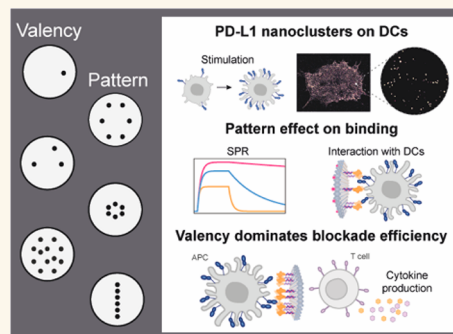 Valency
Pattern
PD-L1 nanoclusters on DCs
Stimulation
Pattern effect on binding
SPR
Interaction with DCs
Valency dominates blockade efficiency
APC
T cell
Cytokine
production